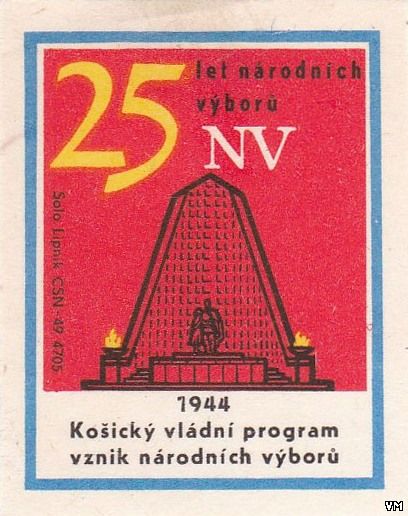 25 let národních
výborů
NV
Solo Lipník ČSN - 49 4705
1944
Košický vládní program
vznik národních výborů
VM